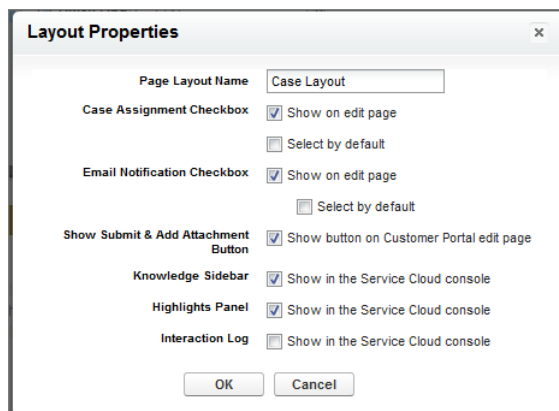 Layout Properties
Page Layout Name Case Layout
Case Assignment Checkbox Show on edit page
Select by default
Email Notification Checkbox Show on edit page
Select by default
Show Submit & Add Attachment
Button Show button on Customer Portal edit page
Knowledge Sidebar Show in the Service Cloud console
Highlights Panel Show in the Service Cloud console
Interaction Log Show in the Service Cloud console
OK Cancel